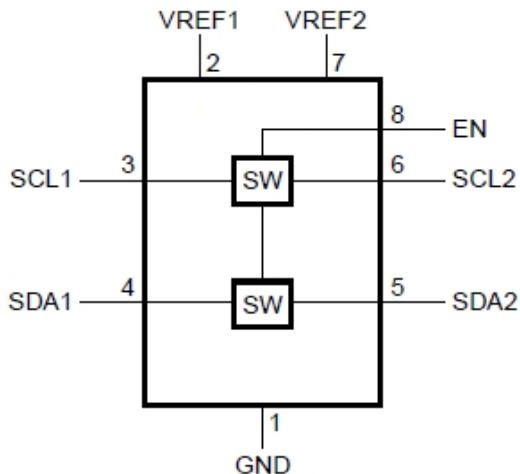 VREF1 VREF2
2 7
8 EN
SCL1 3 SW 6 SCL2
SDA1 4 SW 5 SDA2
1
GND